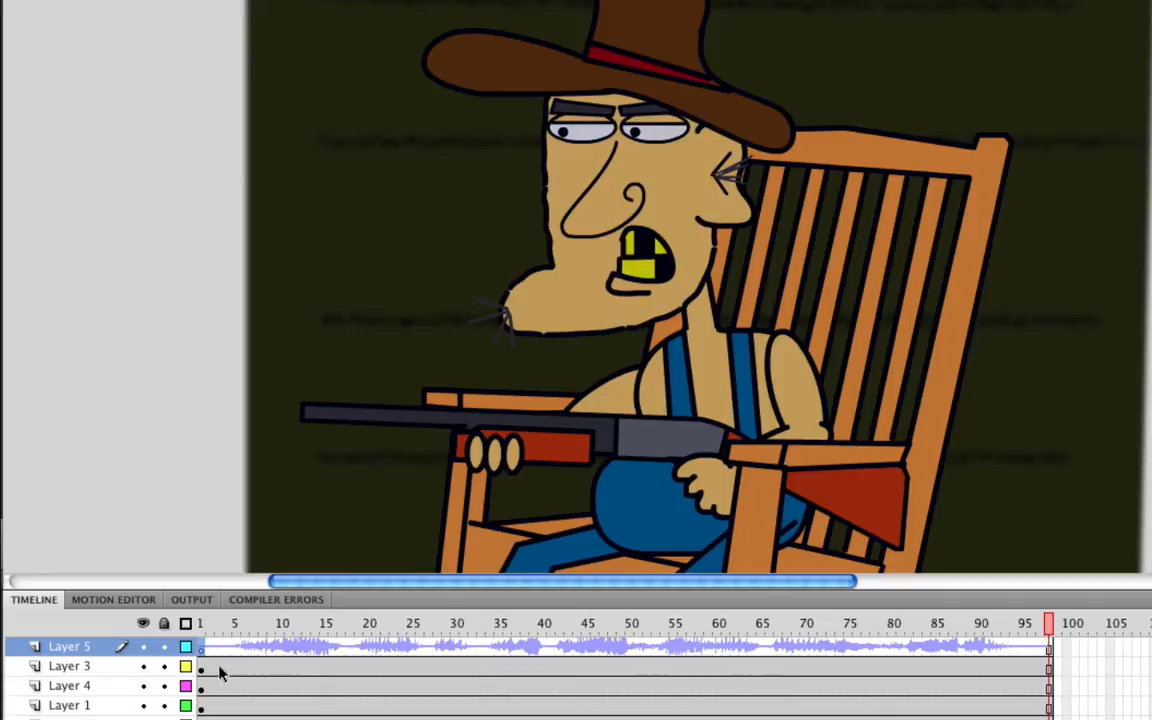 TIMELINE MOTION EDITOR OUTPUT COMPILER ERRORS
1 5 10 15 20 25 30 35 40 45 50 55 60 65 70 75 80 85 90 95 100 105
Layer 5
Layer 3
Layer 4
Layer 1